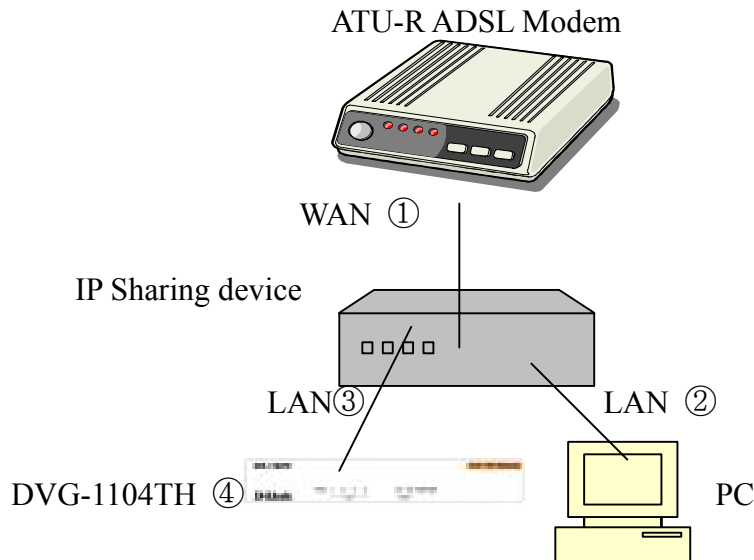 ATU-R ADSL Modem
WAN ①
IP Sharing device
LAN③
LAN ②
DVG-1104TH ④
PC